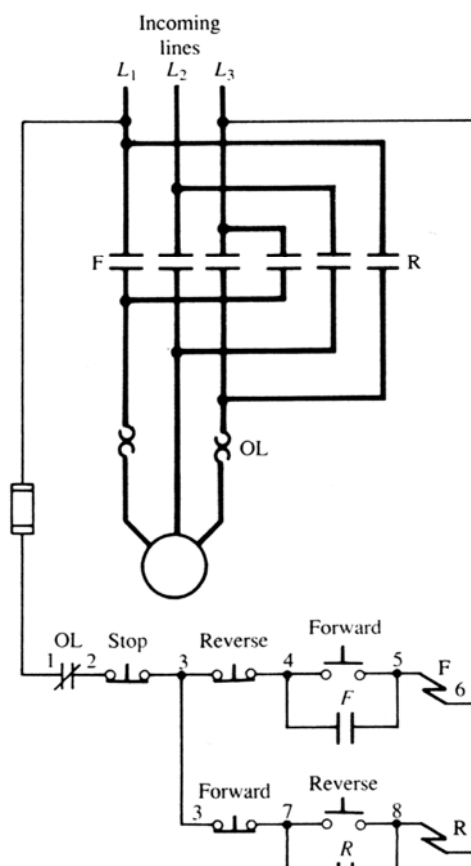 Incoming
lines
L1 L2 L3
F R
OL
OL Stop Reverse Forward
1 2 3 4 5 F 6
F
Forward Reverse
3 7 8 R
R